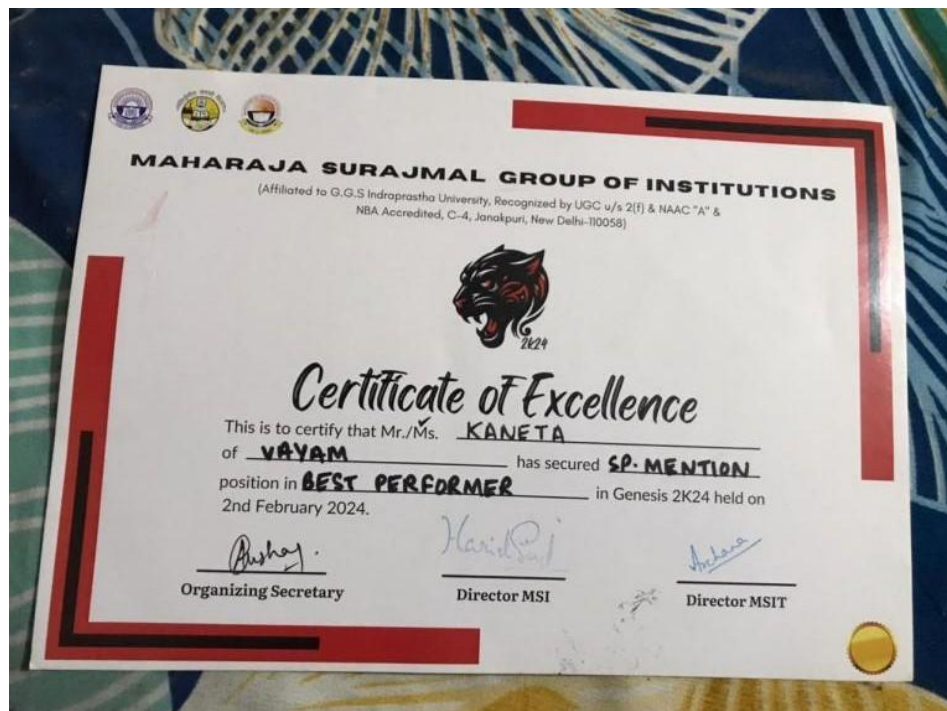 MAHARAJA SURAJMAL GROUP OF INSTITUTIONS
(Affiliated to G.G.S Indraprastha University, Recognized by UGC u/s 2(f) & NAAC "A" &
NBA Accredited, C-4, Janakpuri, New Delhi-110058)
2K24
Certificate of Excellence
This is to certify that Mr./Ms. KANETA
of VAYAM has secured SP. MENTION
position in BEST PERFORMER in Genesis 2K24 held on
2nd February 2024.
Archana
Organizing Secretary Director MSI Director MSIT